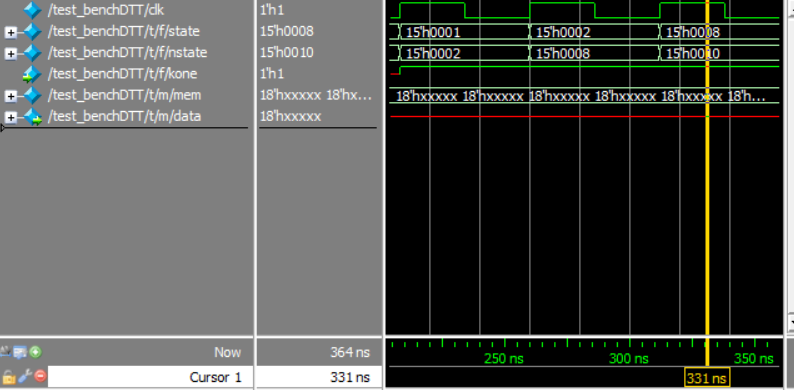 /test_benchDTT/clk 1'h1
/test_benchDTT/t/f/state 15'h0008 15'h0001 15'h0002 15'h0008
/test_benchDTT/t/f/nstate 15'h0010 15'h0002 15'h0008 15'h0010
/test_benchDTT/t/f/kone 1'h1
/test_benchDTT/t/m/mem 18'hxxxxx 18'hx... 18'hxxxxx 18'hxxxxx 18'hxxxxx 18'hxxxxx 18'hxxxxx 18'h...
/test_benchDTT/t/m/data 18'hxxxxx
Now 364 ns 250 ns 300 ns 350 ns
Cursor 1 331 ns 331 ns